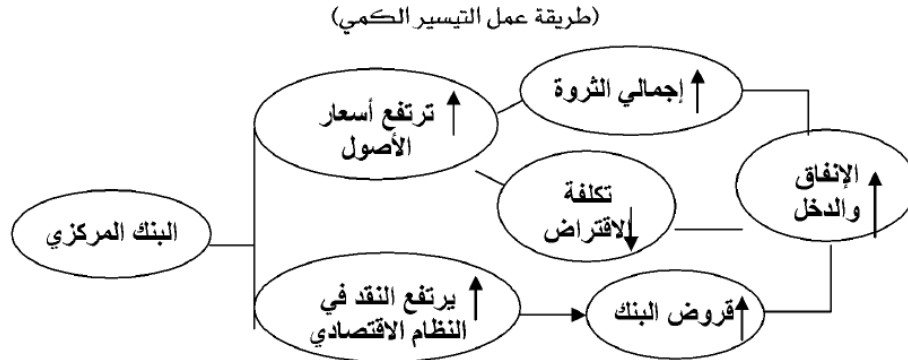 (طريقة عمل التيسير الكمي)
إجمالي الثروة
ترتفع أسعار
الأصول
الإنفاق
والدخل
تكلفة
الاقتراض
البنك المركزي
يرتفع النقد في
النظام الاقتصادي
قروض البنك